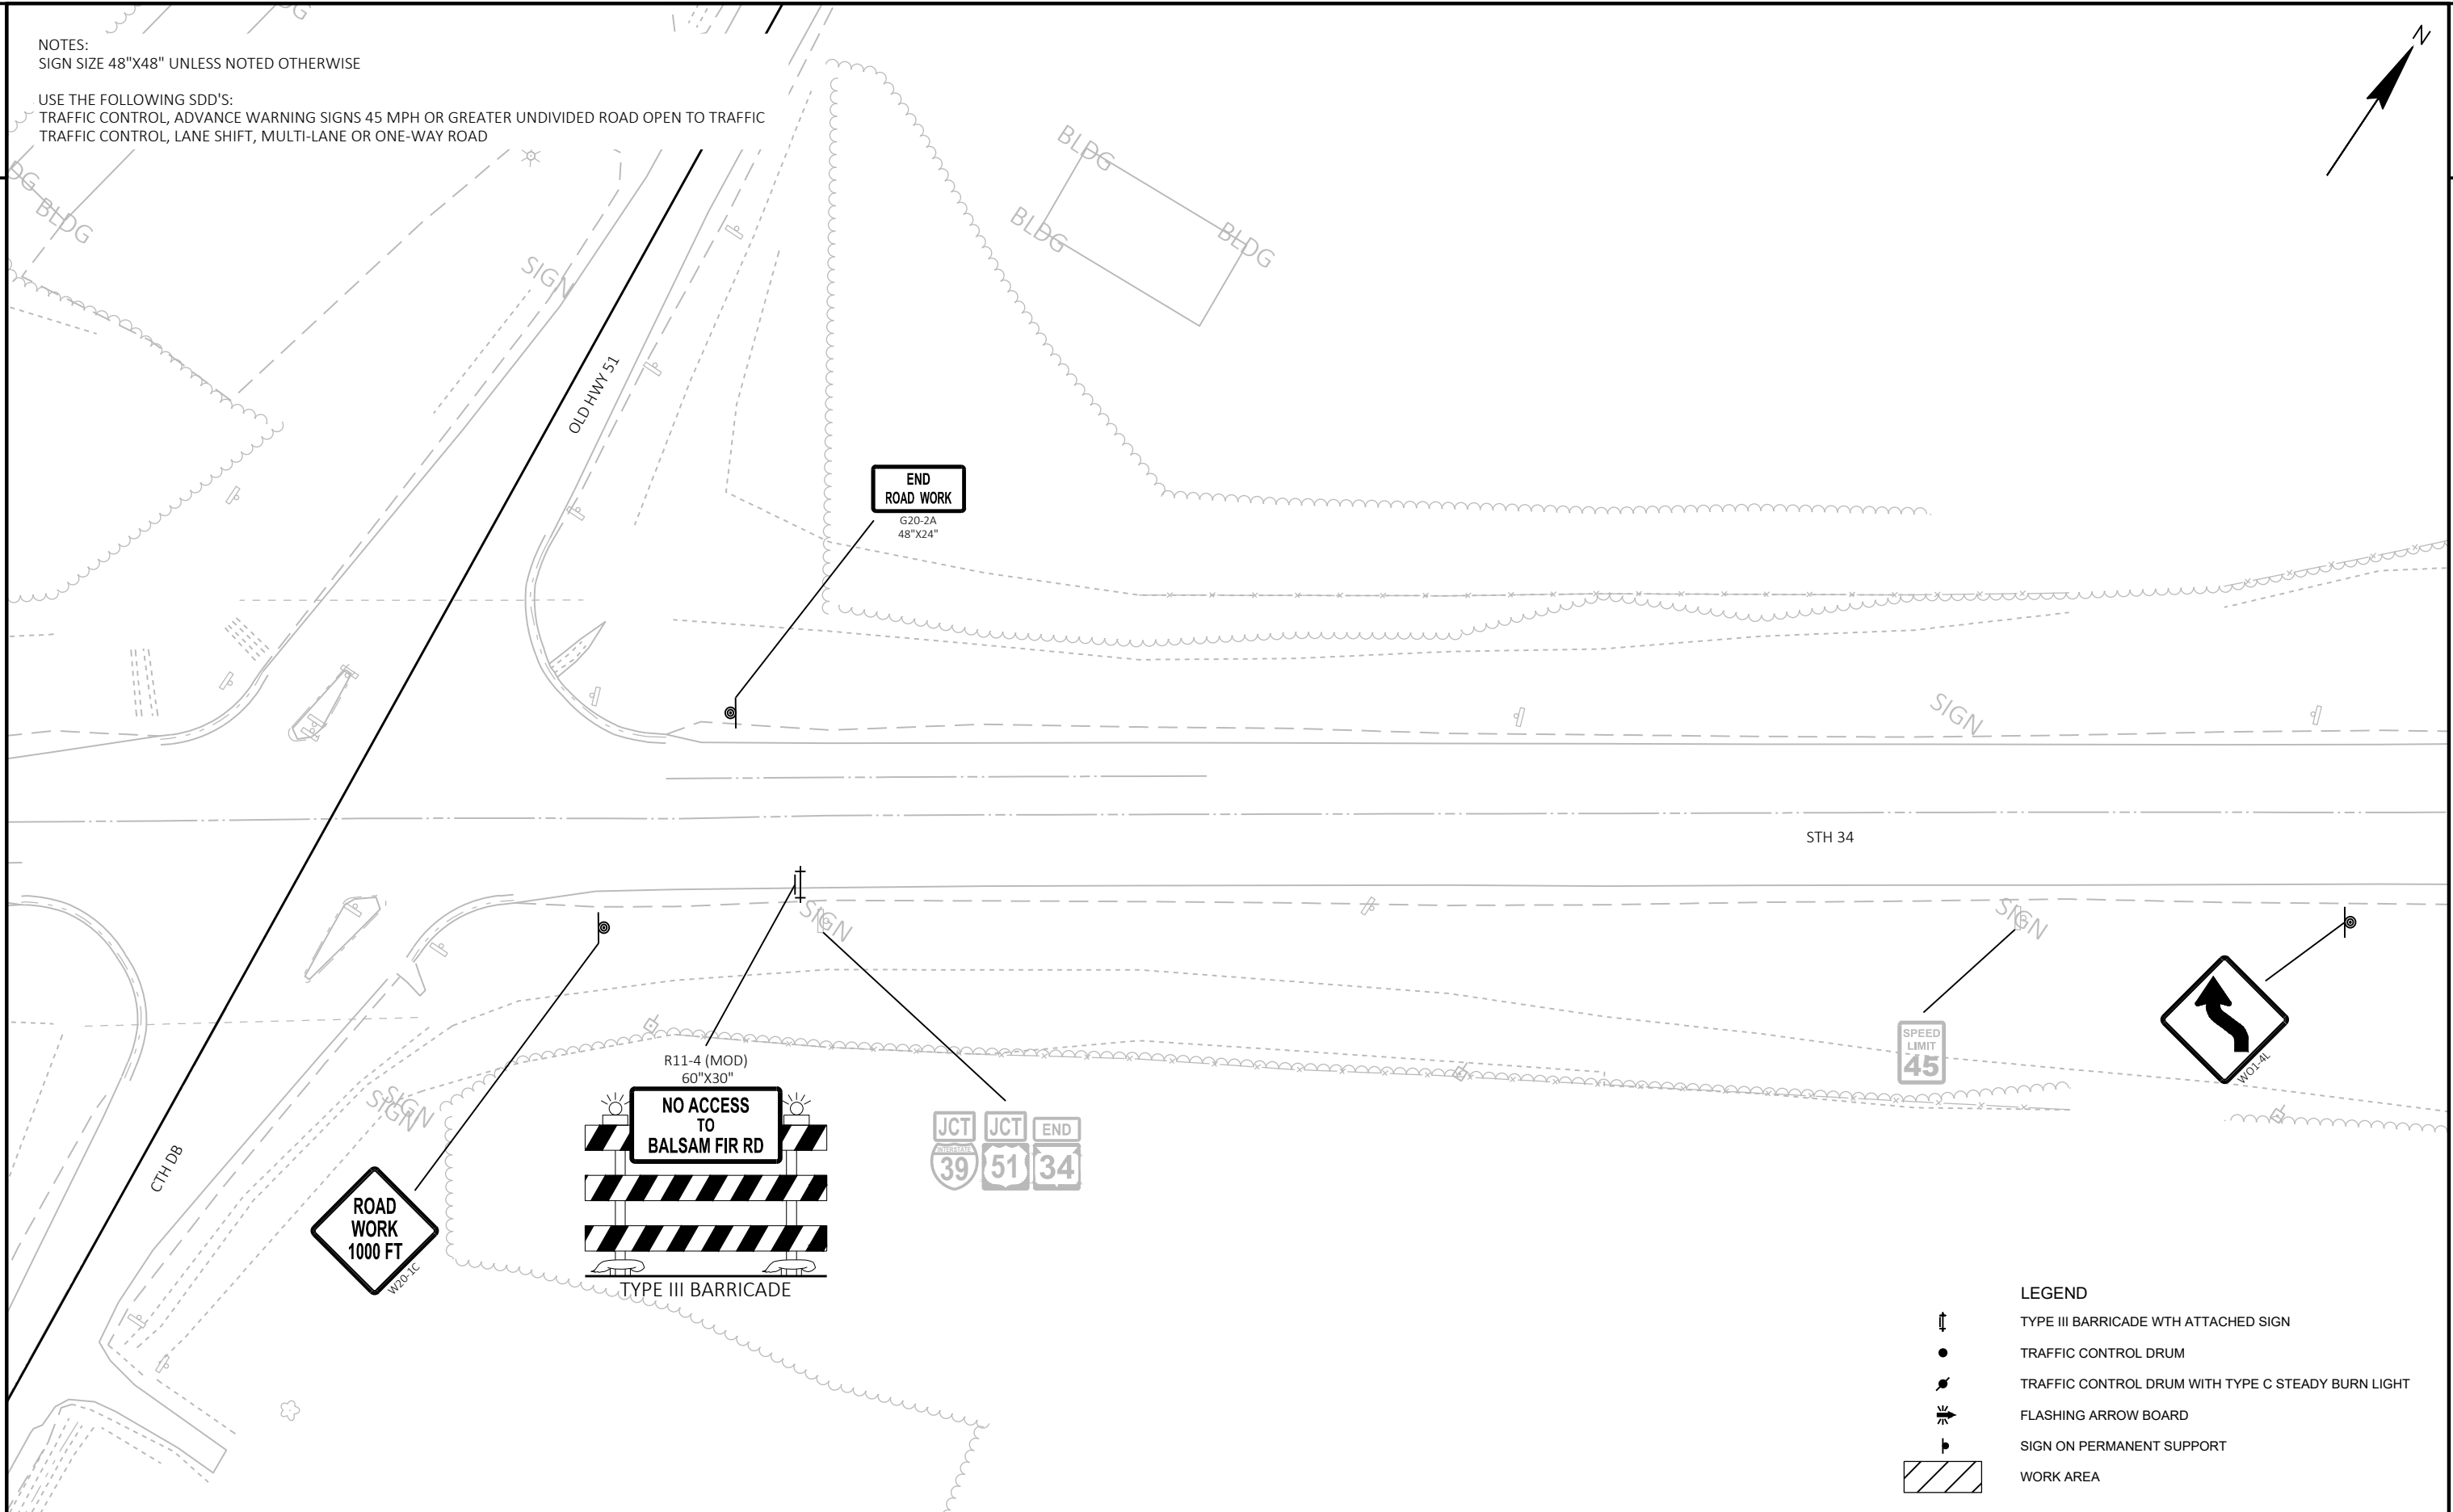 NOTES:
SIGN SIZE 48"X48" UNLESS NOTED OTHERWISE
USE THE FOLLOWING SDD'S:
TRAFFIC CONTROL, ADVANCE WARNING SIGNS 45 MPH OR GREATER UNDIVIDED ROAD OPEN TO TRAFFIC
TRAFFIC CONTROL, LANE SHIFT, MULTI-LANE OR ONE-WAY ROAD
N
BLDG
BLDG
BLDG
BLDG
SIGN
OLD HWY 51
END
ROAD WORK
G20-2A
48"X24"
SIGN
STH 34
SIGN
SIGN
SPEED
LIMIT
45
WO1-4L
R11-4 (MOD)
60"X30"
NO ACCESS
TO
BALSAM FIR RD
TYPE III BARRICADE
JCT JCT END
INTERSTATE
39 51 34
SIGN
SIGN
CTH DB
ROAD
WORK
1000 FT
W20-1C
LEGEND
TYPE III BARRICADE WTH ATTACHED SIGN
TRAFFIC CONTROL DRUM
TRAFFIC CONTROL DRUM WITH TYPE C STEADY BURN LIGHT
FLASHING ARROW BOARD
SIGN ON PERMANENT SUPPORT
WORK AREA